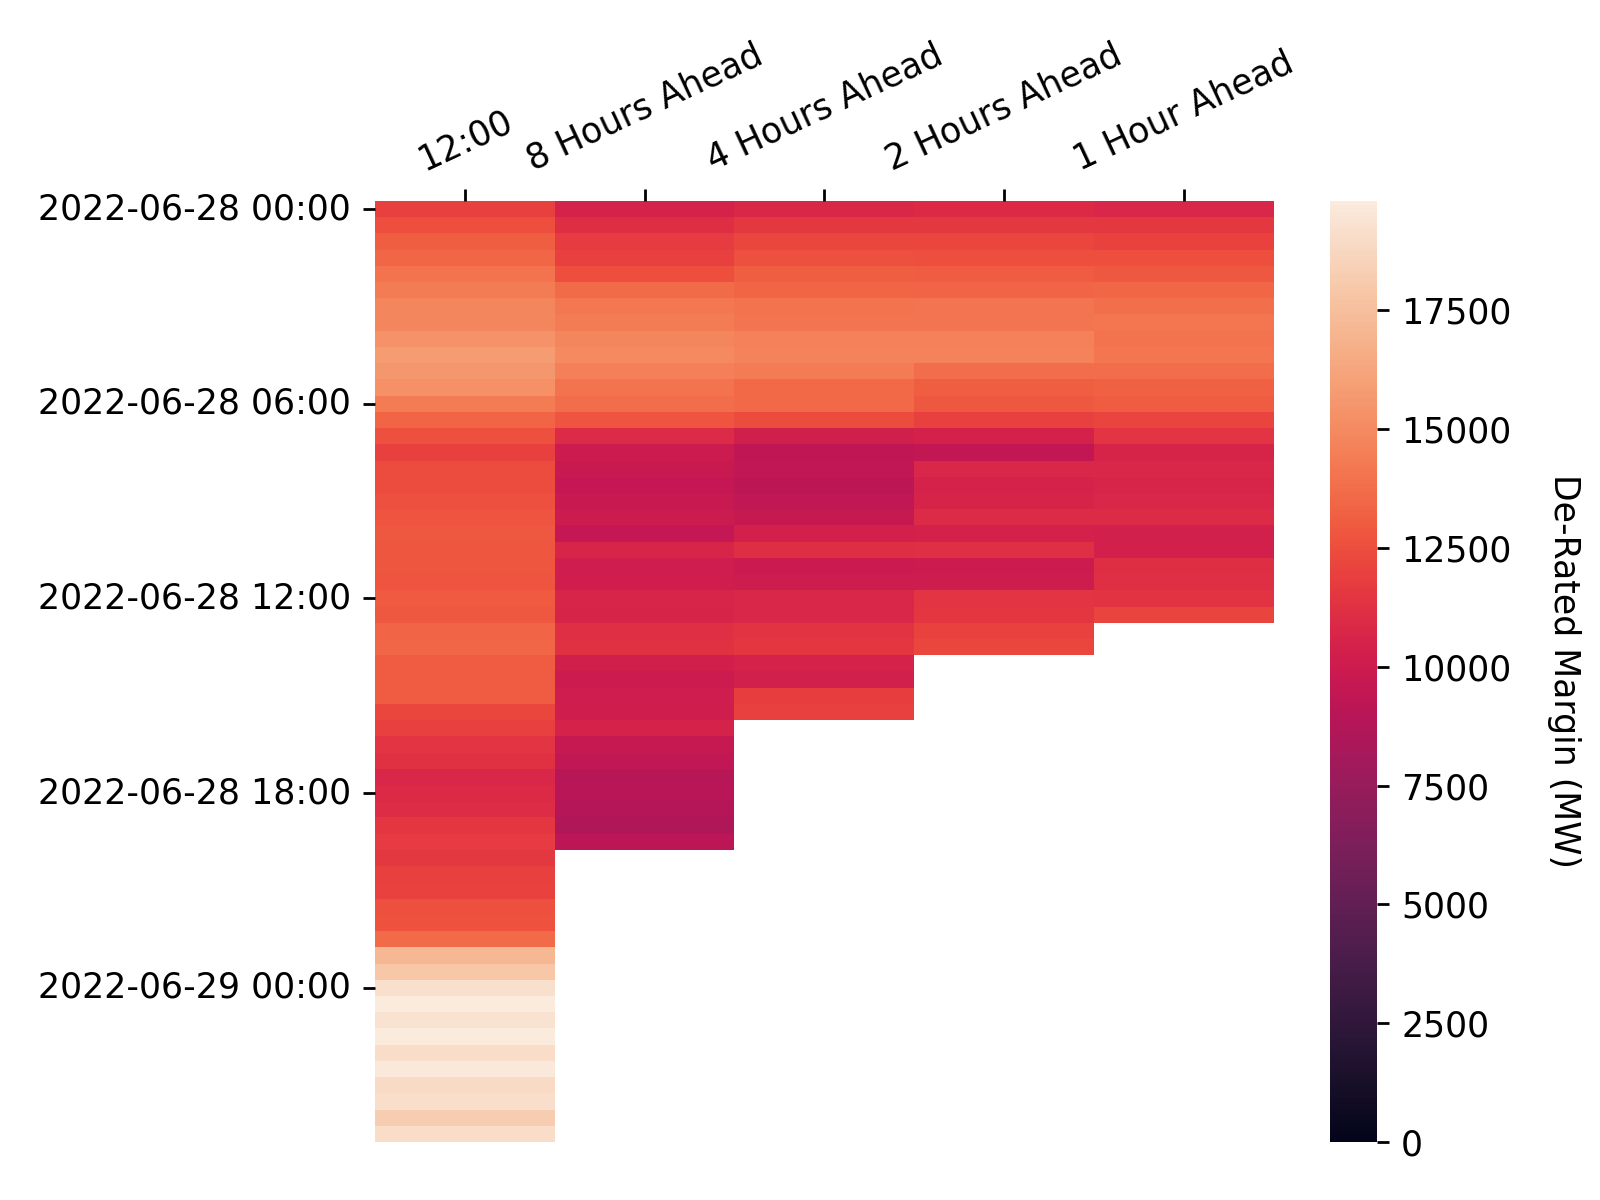 12:00
8 Hours Ahead
4 Hours Ahead
2 Hours Ahead
1 Hour Ahead
2022-06-28 00:00
2022-06-28 06:00
2022-06-28 12:00
2022-06-28 18:00
2022-06-29 00:00
17500
15000
12500
10000
7500
5000
2500
0
De-Rated Margin (MW)